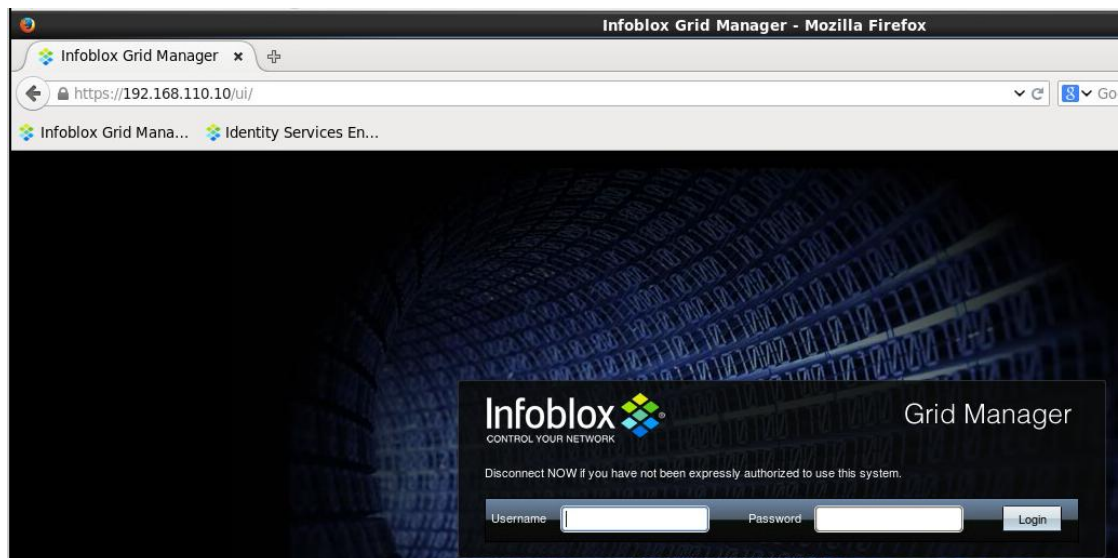 Infoblox Grid Manager - Mozilla Firefox
Infoblox Grid Manager
https://192.168.110.10/ui/
8 Go
Infoblox Grid Mana... Identity Services En...
Infoblox
CONTROL YOUR NETWORK
Grid Manager
Disconnect NOW if you have not been expressly authorized to use this system.
Username Password Login